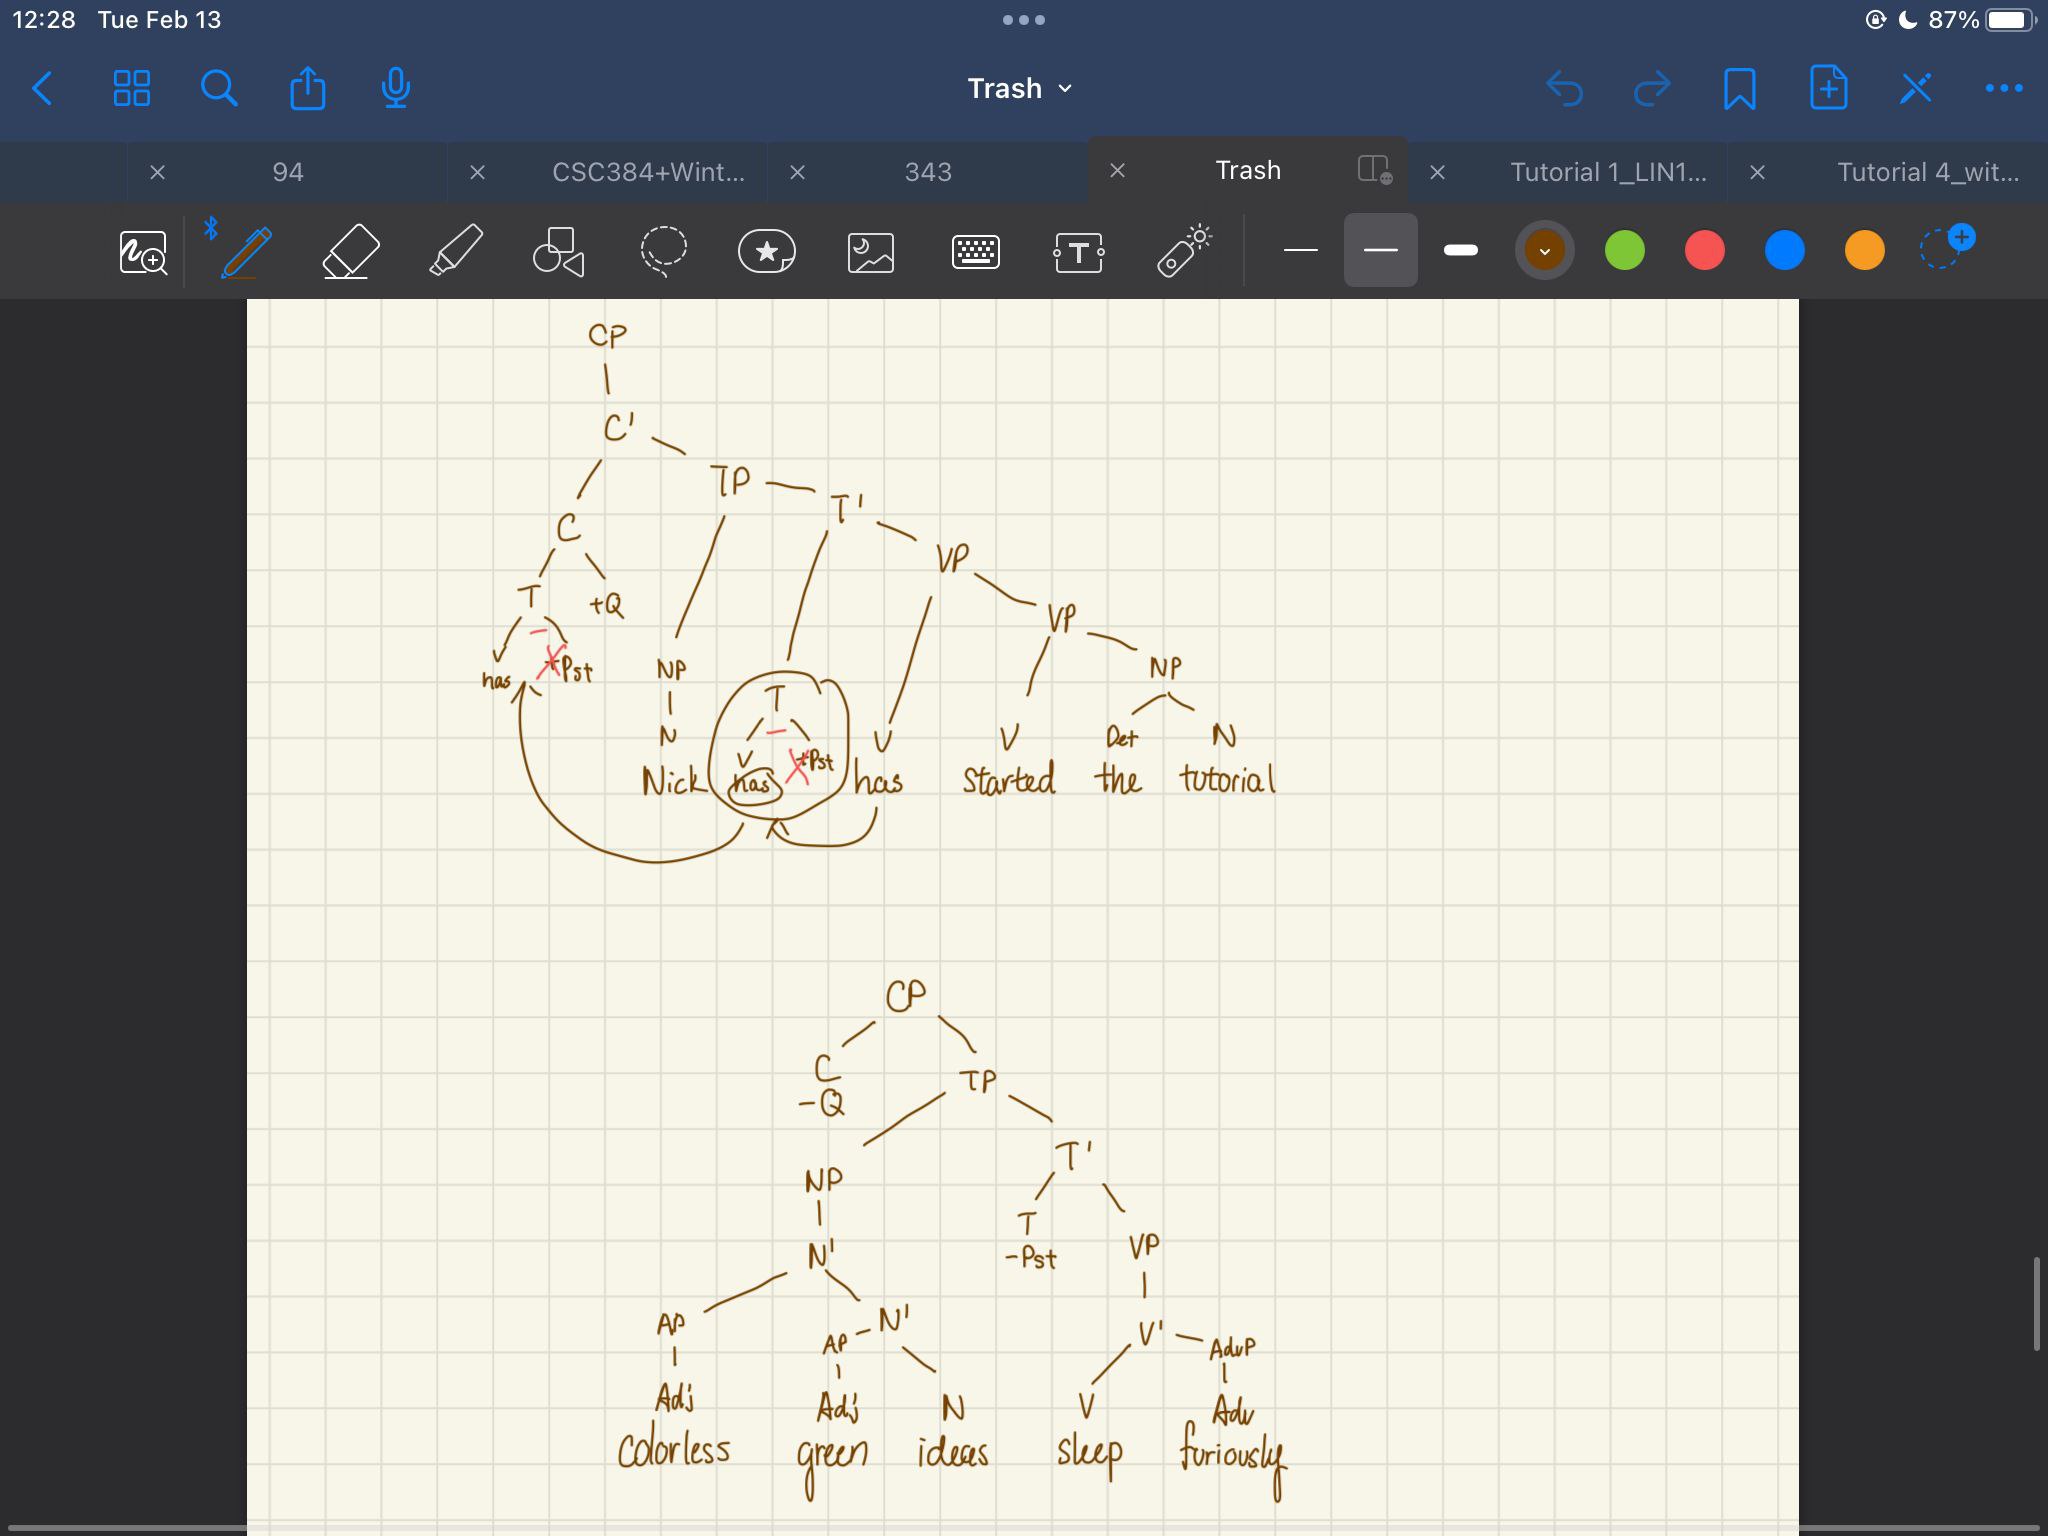 12:28 Tue Feb 13 87%
Trash
94 CSC384+Wint... 343 Trash Tutorial 1_LIN1... Tutorial 4_wit...
T
CP
C'
TP T'
C VP
T +Q VP
V +Pst NP NP
has T
N V +Pst V V Det N
Nick has has started the tutorial
CP
C TP
-Q
T'
NP
T VP
N' -Pst
AP N' V' AdvP
AP
Adj Adj N V Adv
Colorless green ideas sleep furiously